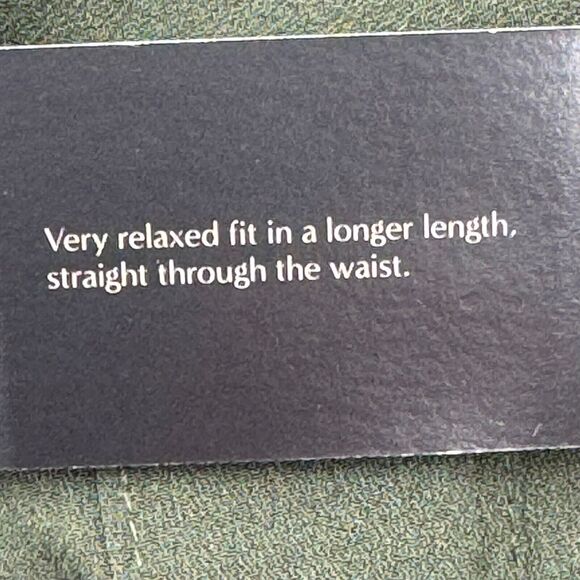 Very relaxed fit in a longer length,
straight through the waist.